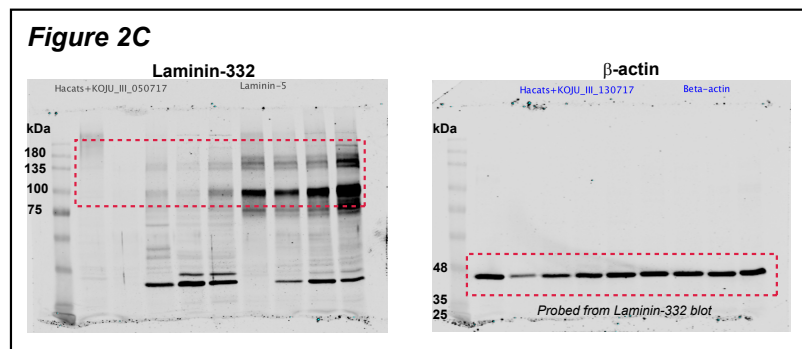 Figure 2C
Laminin-332
Hacats+KOJU_III_050717
Laminin-5
kDa
180
135
100
75
β-actin
Hacats+KOJU_III_130717
Beta-actin
kDa
48
35
25
Probed from Laminin-332 blot